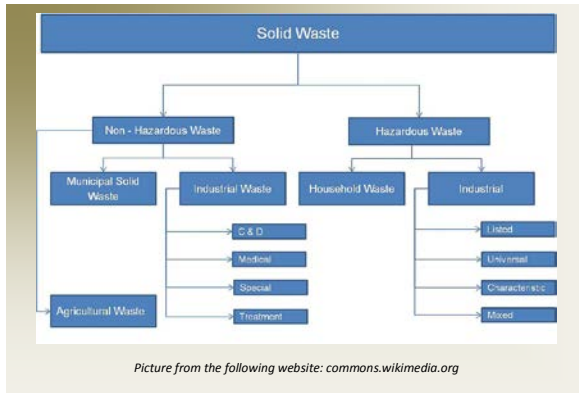 Solid Waste
Non - Hazardous Waste
Hazardous Waste
Municipal Solid
Waste
Industrial Waste
Household Waste
Industrial
C & D
Listed
Medical
Universal
Special
Characteristic
Agricultural Waste
Treatment
Mixed
Picture from the following website: commons.wikimedia.org